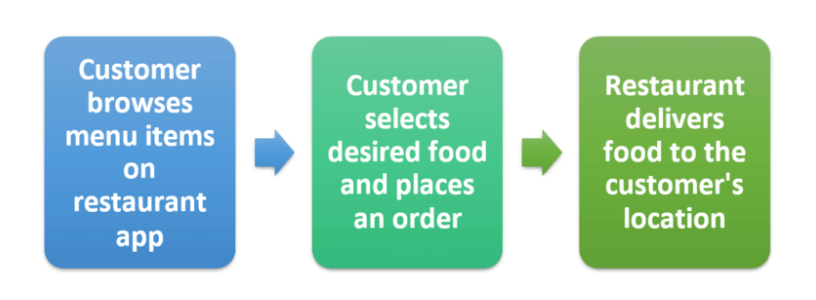 Customer
browses
menu items
on
restaurant
app
Customer
selects
desired food
and places
an order
Restaurant
delivers
food to the
customer's
location